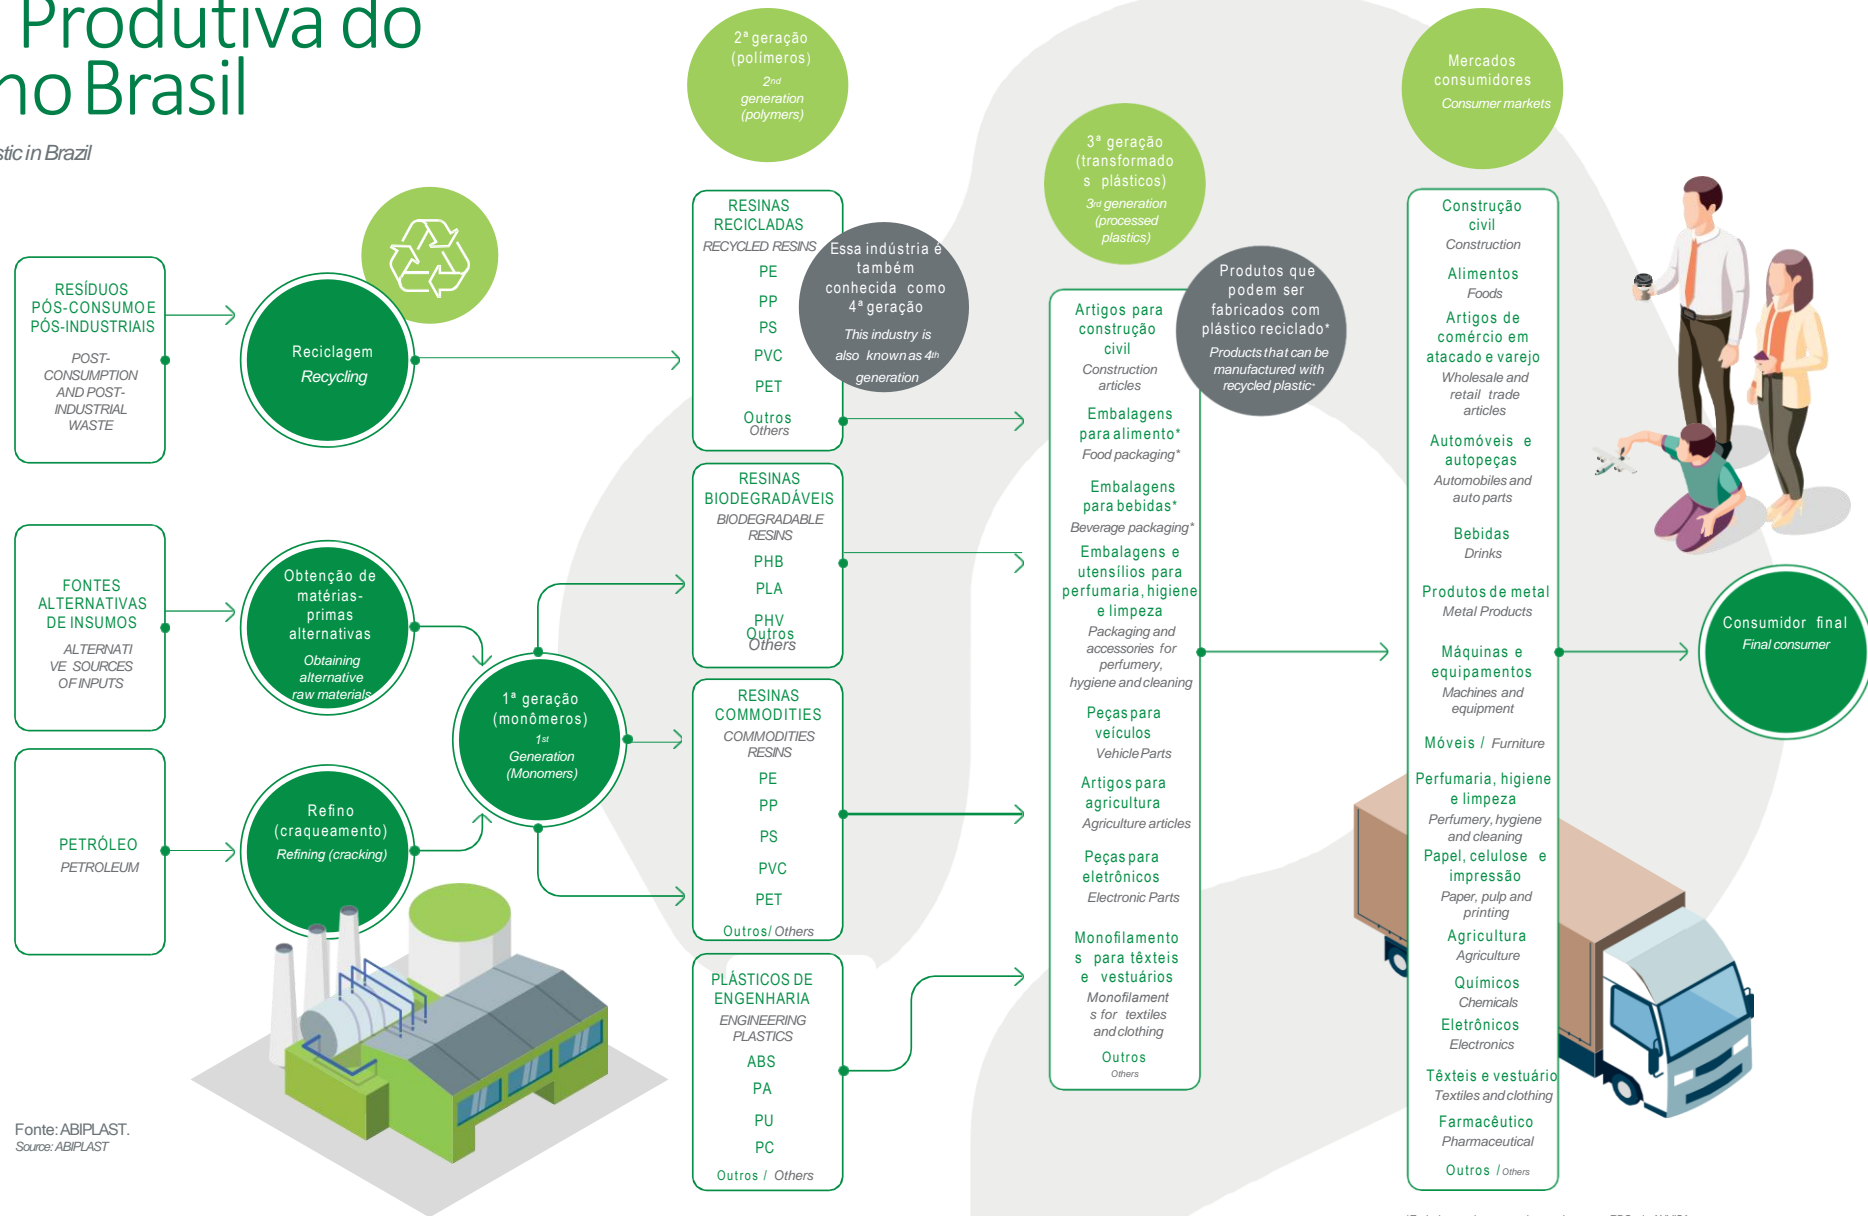 Produtiva do
no Brasil
stic in Brazil
RESÍDUOS
PÓS-CONSUMO E
PÓS-INDUSTRIAIS
POST-
CONSUMPTION
AND POST-
INDUSTRIAL
WASTE
FONTES
ALTERNATIVAS
DE INSUMOS
ALTERNATI
VE SOURCES
OF INPUTS
PETRÓLEO
PETROLEUM
Reciclagem
Recycling
Obtenção de
matérias-
primas
alternativas
Obtaining
alternative
raw materials
Refino
(craqueamento)
Refining (cracking)
1ª geração
(monômeros)
1st
Generation
(Monomers)
2ª geração
(polímeros)
2nd
generation
(polymers)
RESINAS
RECICLADAS
RECYCLED RESINS
PE
PP
PS
PVC
PET
Outros
Others
Essa indústria é
também
conhecida como
4ª geração
This industry is
also known as 4th
generation
RESINAS
BIODEGRADÁVEIS
BIODEGRADABLE
RESINS
PHB
PLA
PHV
Outros
Others
RESINAS
COMMODITIES
COMMODITIES
RESINS
PE
PP
PS
PVC
PET
Outros/ Others
PLÁSTICOS DE
ENGENHARIA
ENGINEERING
PLASTICS
ABS
PA
PU
PC
Outros / Others
3ª geração
(transformado
s plásticos)
3rd generation
(processed
plastics)
Produtos que
podem ser
fabricados com
plástico reciclado*
Products that can be
manufactured with
recycled plastic*
Artigos para
construção
civil
Construction
articles
Embalagens
para alimento*
Food packaging*
Embalagens
para bebidas*
Beverage packaging*
Embalagens e
utensílios para
perfumaria, higiene
e limpeza
Packaging and
accessories for
perfumery,
hygiene and cleaning
Peças para
veículos
Vehicle Parts
Artigos para
agricultura
Agriculture articles
Peças para
eletrônicos
Electronic Parts
Monofilamento
s para têxteis
e vestuários
Monofilament
s for textiles
and clothing
Outros
Others
Mercados
consumidores
Consumer markets
Construção
civil
Construction
Alimentos
Foods
Artigos de
comércio em
atacado e varejo
Wholesale and
retail trade
articles
Automóveis e
autopeças
Automobiles and
auto parts
Bebidas
Drinks
Produtos de metal
Metal Products
Máquinas e
equipamentos
Machines and
equipment
Móveis / Furniture
Perfumaria, higiene
e limpeza
Perfumery, hygiene
and cleaning
Papel, celulose e
impressão
Paper, pulp and
printing
Agricultura
Agriculture
Químicos
Chemicals
Eletrônicos
Electronics
Têxteis e vestuário
Textiles and clothing
Farmacêutico
Pharmaceutical
Outros / Others
Consumidor final
Final consumer
Fonte: ABIPLAST.
Source: ABIPLAST